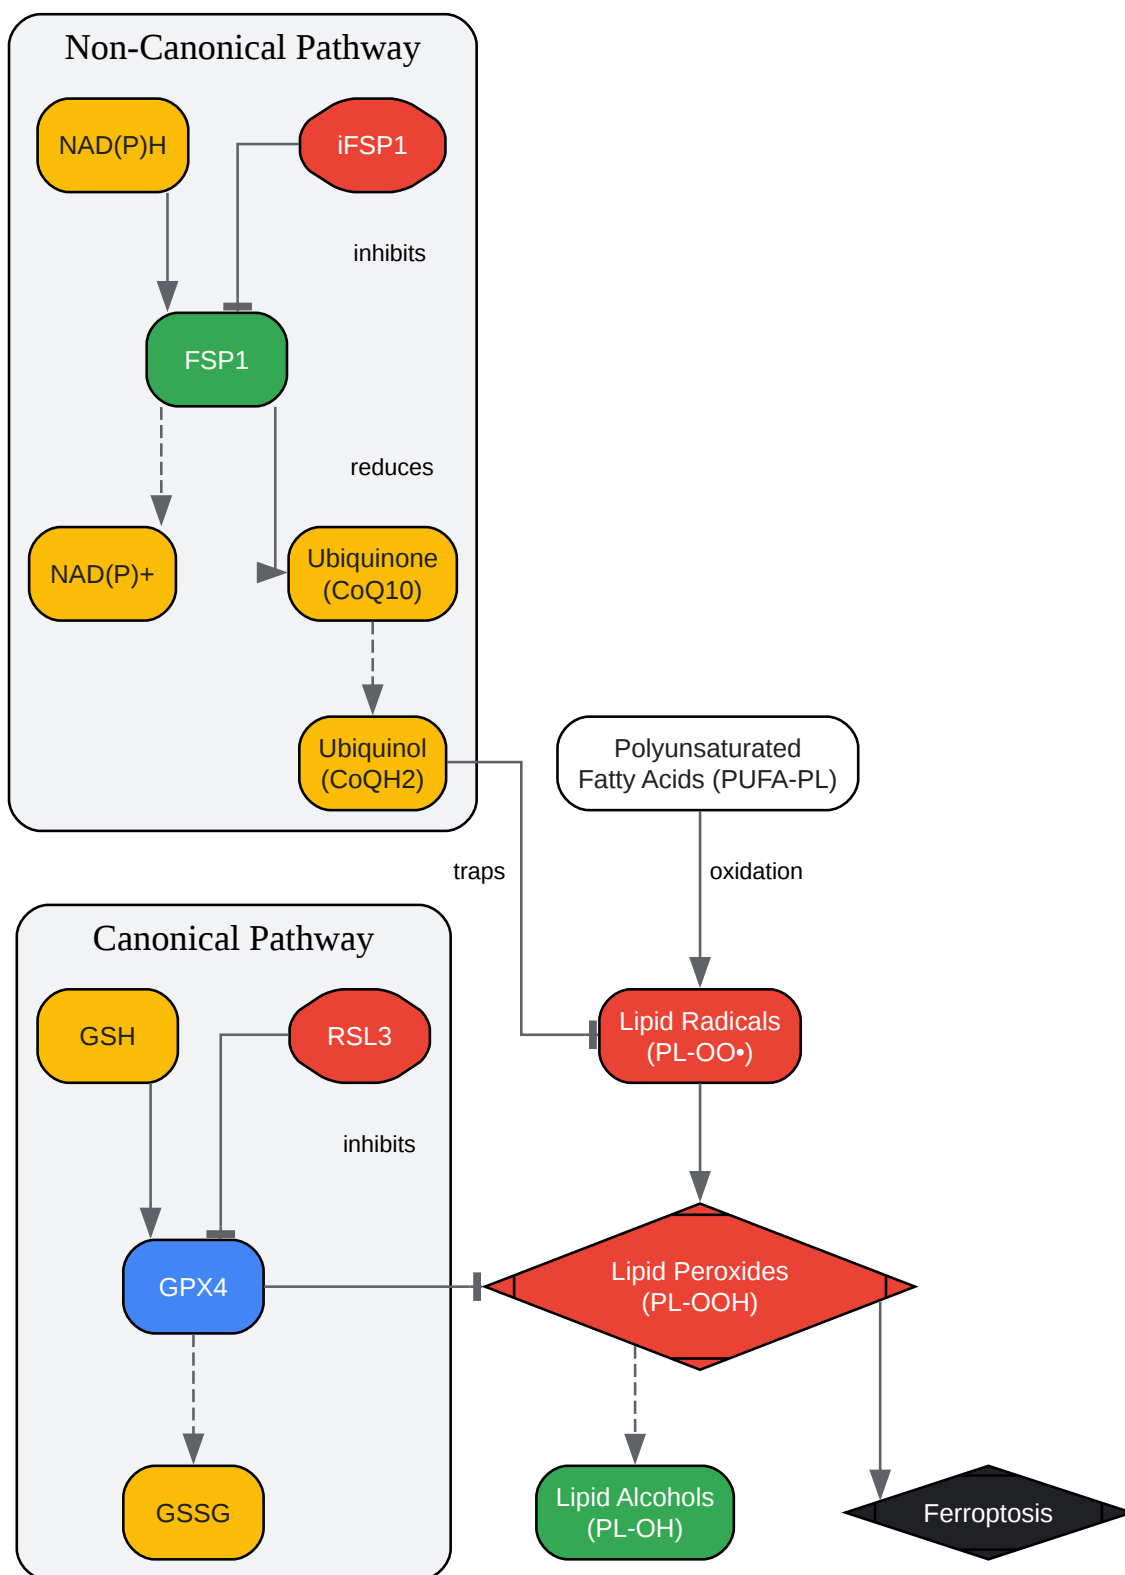 Non-Canonical Pathway
NAD(P)H
iFSP1
inhibits
FSP1
reduces
NAD(P)+
Ubiquinone
(CoQ10)
Ubiquinol
(CoQH2)
Polyunsaturated
Fatty Acids (PUFA-PL)
traps
oxidation
Canonical Pathway
GSH
RSL3
Lipid Radicals
(PL-OO•)
inhibits
GPX4
Lipid Peroxides
(PL-OOH)
GSSG
Lipid Alcohols
(PL-OH)
Ferroptosis